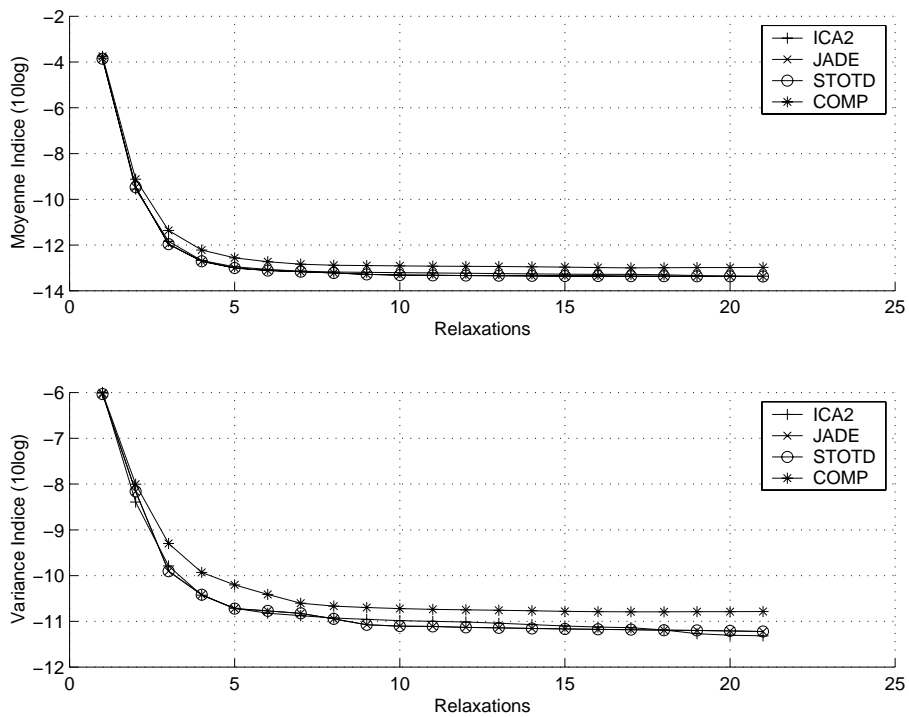 −2
−4
−6
−8
−10
−12
−14
Moyenne Indice (10log)
0
5
10
15
20
25
Relaxations
ICA2
JADE
STOTD
COMP
−6
−7
−8
−9
−10
−11
−12
Variance Indice (10log)
0
5
10
15
20
25
Relaxations
ICA2
JADE
STOTD
COMP